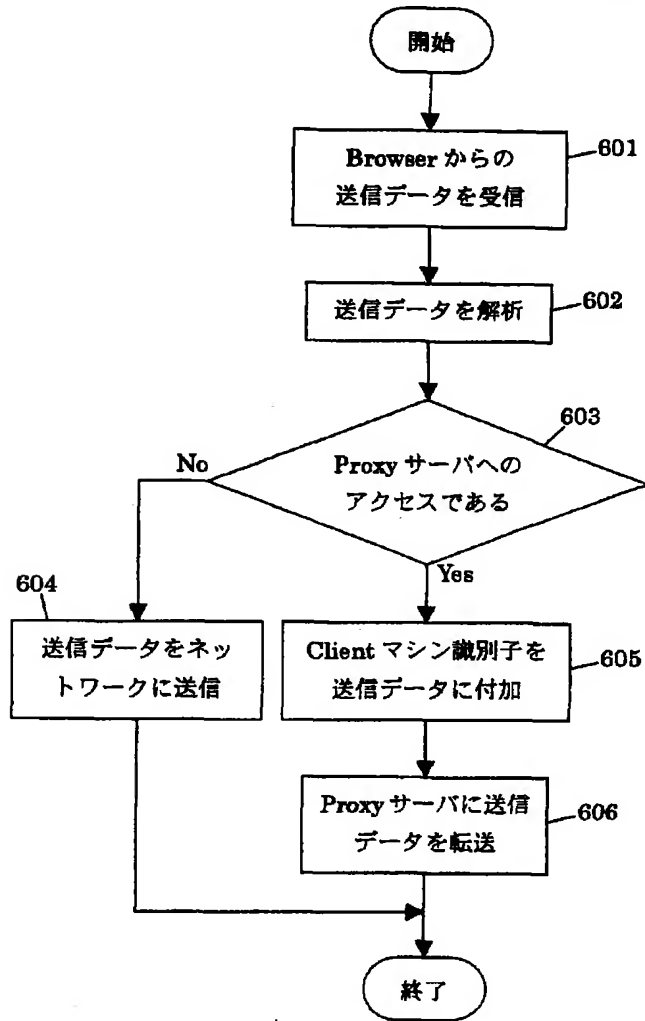 開始
Browser からの
送信データを受信
601
送信データを解析
602
603
Proxy サーバへの
アクセスである
No
Yes
604
送信データをネッ
トワークに送信
Client マシン識別子を
送信データに付加
605
Proxy サーバに送信
データを転送
606
終了